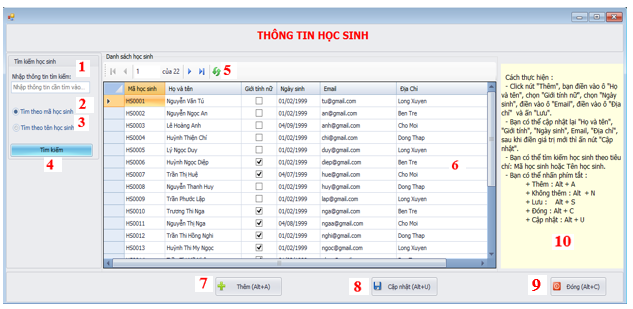 THÔNG TIN HỌC SINH
Tìm kiếm học sinh
1
Nhập thông tin tìm kiếm:
Nhập thông tin cần tìm vào...
2
Tìm theo mã học sinh
3
Tìm theo tên học sinh
Tìm kiếm
4
Danh sách học sinh
1 của 22 5
Mã học sinh Họ và tên Giới tính nữ Ngày sinh Email Địa Chỉ
HS0001 Nguyễn Văn Tú 01/02/1999 tu@gmail.com Long Xuyen
HS0002 Nguyễn Ngọc An 01/02/1999 an@gmail.com Ben Tre
HS0003 Lê Hoàng Anh 04/09/1999 anh@gmail.com Cho Moi
HS0004 Huỳnh Thiện Chí 01/02/1999 chi@gmail.com Dong Thap
HS0005 Lý Ngọc Duy 01/02/1999 duy@gmail.com Long Xuyen
HS0006 Huỳnh Ngọc Diệp 01/02/1999 diep@gmail.com Ben Tre
6
HS0007 Trần Thị Huệ 04/07/1999 hue@gmail.com Cho Moi
HS0008 Nguyễn Thanh Huy 01/02/1999 huy@gmail.com Dong Thap
HS0009 Trần Phước Lập 01/02/1999 lap@gmail.com Long Xuyen
HS0010 Trương Thị Nga 01/02/1999 nga@gmail.com Ben Tre
HS0011 Nguyễn Thị Nga 04/08/1999 ngaa@gmail.com Cho Moi
HS0012 Trần Thị Hồng Nghi 01/02/1999 nghi@gmail.com Dong Thap
HS0013 Huỳnh Thị My Ngoc 01/02/1999 ngoc@gmail.com Long Xuyen
Cách thực hiện :
- Click nút "Thêm", bạn điền vào ô "Họ
và tên", chọn "Giới tính nữ", chọn "Ngày
sinh", điền vào ô "Email", điền vào ô "Địa
chỉ" và ấn "Lưu".
- Bạn có thể cập nhật lại "Họ và tên",
"Giới tính", "Ngày sinh", Email, "Địa chỉ",
sau khi điền giá trị mới thì ấn nút "Cập
nhật".
- Bạn có thể tìm kiếm học sinh theo tiêu
chí: Mã học sinh hoặc Tên học sinh.
- Bạn có thể nhấn phím tắt :
+ Thêm : Alt + A
+ Không thêm : Alt + N
+ Lưu : Alt + S
+ Đóng : Alt + C
+ Cập nhật : Alt + U
10
7 Thêm (Alt+A)
8 Cập nhật (Alt+U)
9 Đóng (Alt+C)